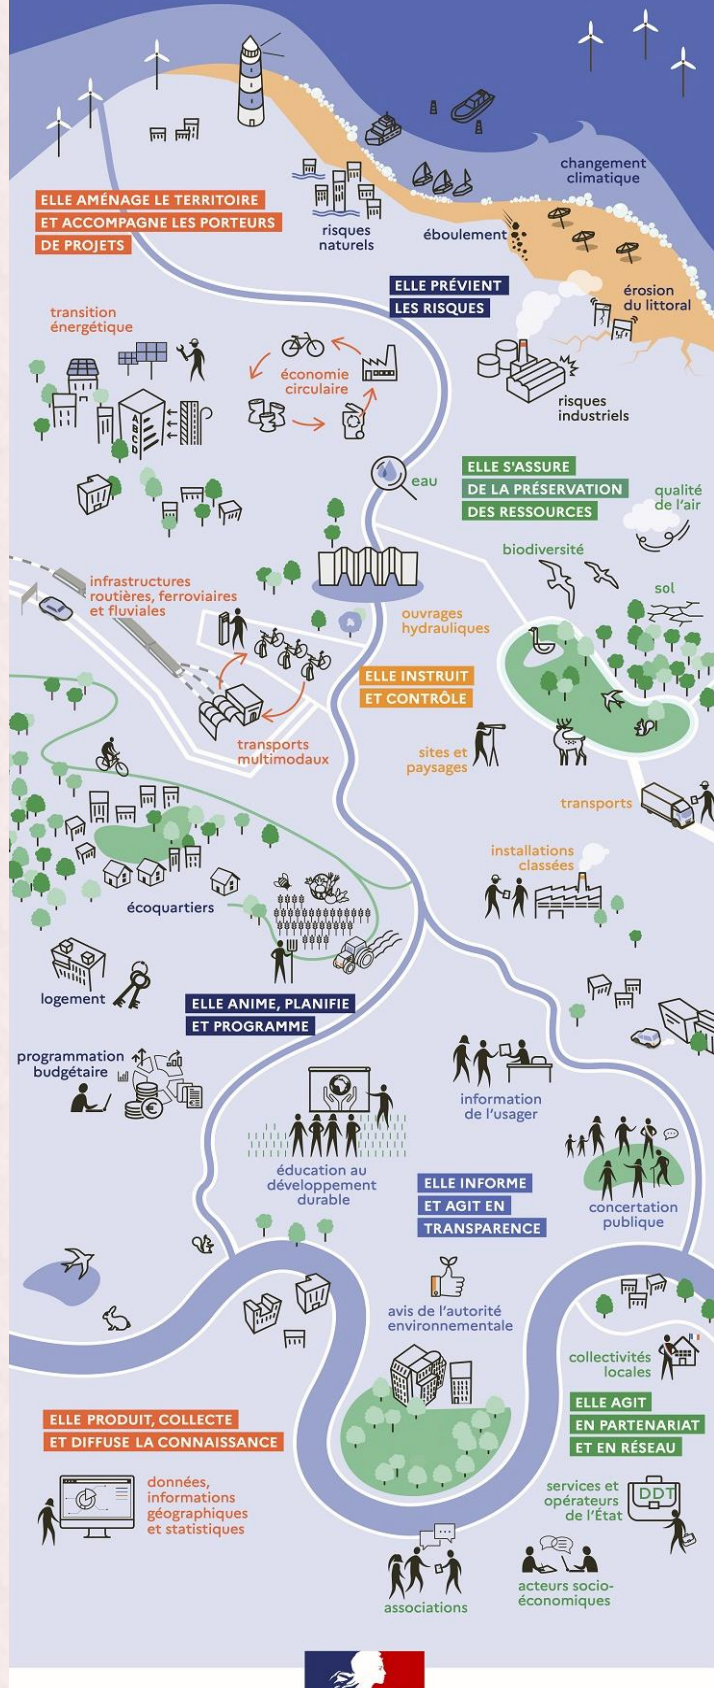 changement
climatique
ELLE AMÉNAGE LE TERRITOIRE
ET ACCOMPAGNE LES PORTEURS
DE PROJETS
risques
naturels
éboulement
ELLE PRÉVIENT
LES RISQUES
érosion
du littoral
transition
énergétique
économie
circulaire
risques
industriels
A
B
C
D
eau
ELLE S'ASSURE
DE LA PRÉSERVATION
DES RESSOURCES
qualité
de l'air
biodiversité
sol
infrastructures
routières, ferroviaires
et fluviales
ouvrages
hydrauliques
ELLE INSTRUIT
ET CONTRÔLE
transports
multimodaux
sites et
paysages
transports
installations
classées
écoquartiers
logement
ELLE ANIME, PLANIFIE
ET PROGRAMME
programmation
budgétaire
€
information
de l'usager
éducation au
développement
durable
ELLE INFORME
ET AGIT EN
TRANSPARENCE
concertation
publique
avis de l'autorité
environnementale
collectivités
locales
ELLE AGIT
EN PARTENARIAT
ET EN RÉSEAU
ELLE PRODUIT, COLLECTE
ET DIFFUSE LA CONNAISSANCE
données,
informations
géographiques
et statistiques
services et
opérateurs
de l'État
DDT
associations
acteurs socio-
économiques